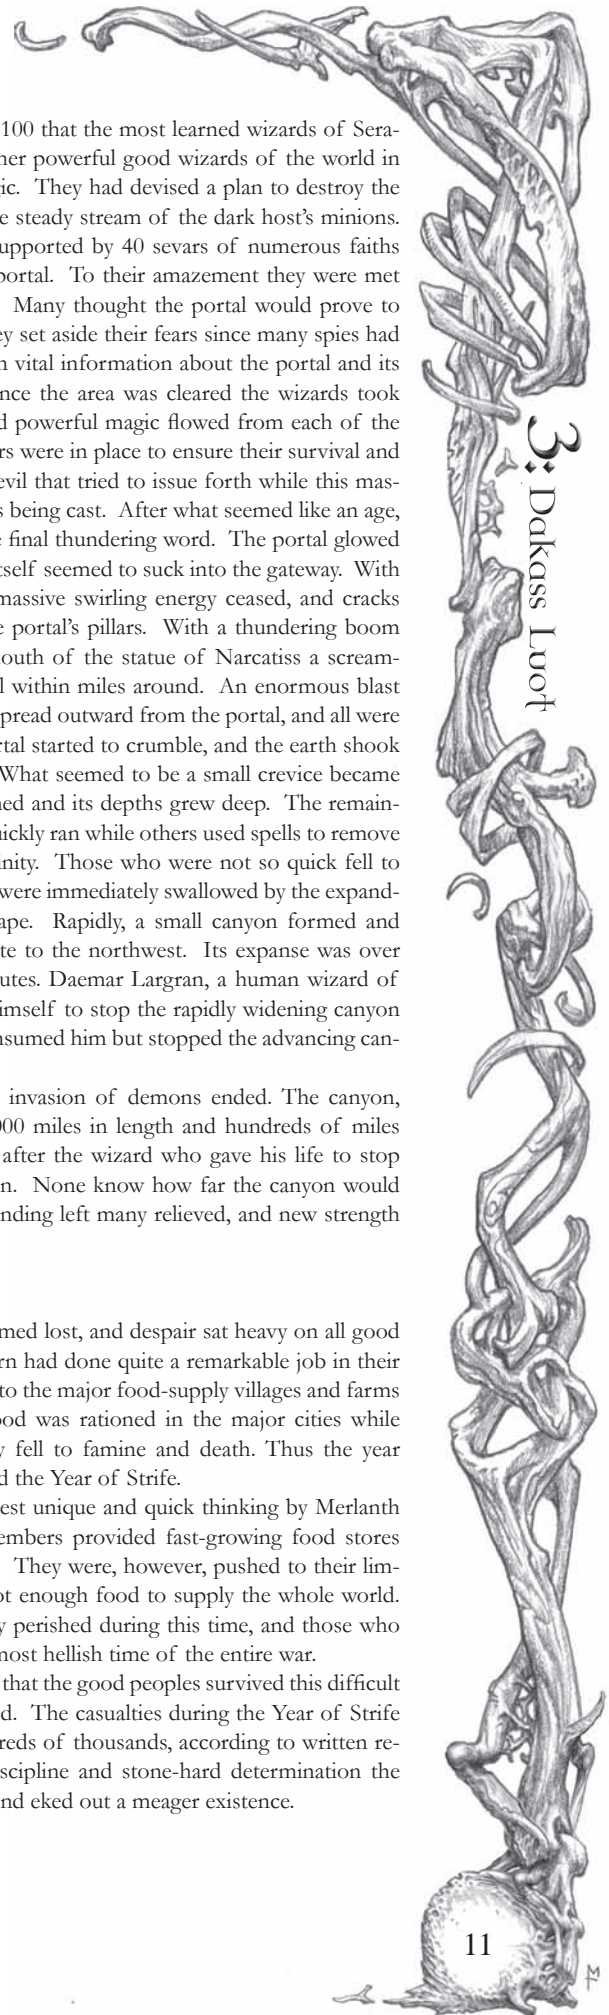 100 that the most learned wizards of Sera-
her powerful good wizards of the world in
gic. They had devised a plan to destroy the
e steady stream of the dark host's minions.
upported by 40 sevars of numerous faiths
portal. To their amazement they were met
Many thought the portal would prove to
ey set aside their fears since many spies had
n vital information about the portal and its
nce the area was cleared the wizards took
d powerful magic flowed from each of the
rs were in place to ensure their survival and
evil that tried to issue forth while this mas-
s being cast. After what seemed like an age,
e final thundering word. The portal glowed
tself seemed to suck into the gateway. With
massive swirling energy ceased, and cracks
e portal's pillars. With a thundering boom
outh of the statue of Narcatiss a scream-
l within miles around. An enormous blast
pread outward from the portal, and all were
rtal started to crumble, and the earth shook
What seemed to be a small crevice became
ned and its depths grew deep. The remain-
uickly ran while others used spells to remove
inity. Those who were not so quick fell to
were immediately swallowed by the expand-
ape. Rapidly, a small canyon formed and
te to the northwest. Its expanse was over
utes. Daemar Largran, a human wizard of
imself to stop the rapidly widening canyon
nsumed him but stopped the advancing can-
invasion of demons ended. The canyon,
000 miles in length and hundreds of miles
after the wizard who gave his life to stop
n. None know how far the canyon would
nding left many relieved, and new strength
med lost, and despair sat heavy on all good
rn had done quite a remarkable job in their
to the major food-supply villages and farms
ood was rationed in the major cities while
y fell to famine and death. Thus the year
d the Year of Strife.
est unique and quick thinking by Merlanth
embers provided fast-growing food stores
They were, however, pushed to their lim-
ot enough food to supply the whole world.
y perished during this time, and those who
most hellish time of the entire war.
that the good peoples survived this difficult
d. The casualties during the Year of Strife
reds of thousands, according to written re-
scipline and stone-hard determination the
nd eked out a meager existence.
3: Dakass
11